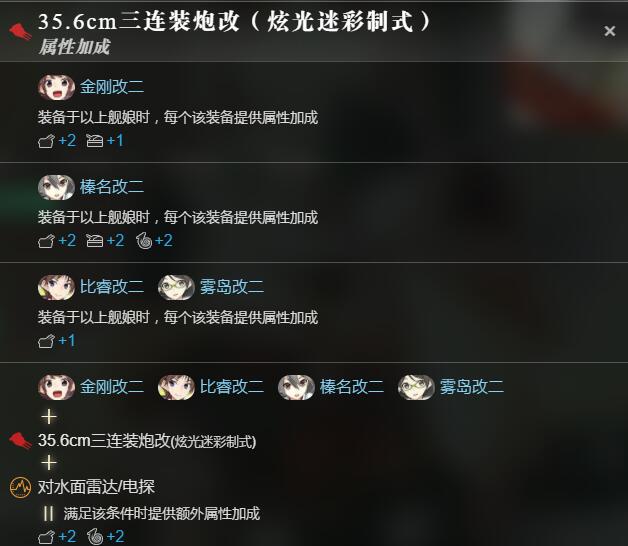 35.6cm三连装炮改（炫光迷彩制式）
属性加成
金刚改二
装备于以上舰娘时，每个该装备提供属性加成
+2 +1
榛名改二
装备于以上舰娘时，每个该装备提供属性加成
+2 +2 +2
比睿改二 雾岛改二
装备于以上舰娘时，每个该装备提供属性加成
+1
金刚改二 比睿改二 榛名改二 雾岛改二
+
35.6cm三连装炮改(炫光迷彩制式)
+
对水面雷达/电探
满足该条件时提供额外属性加成
+2 +2